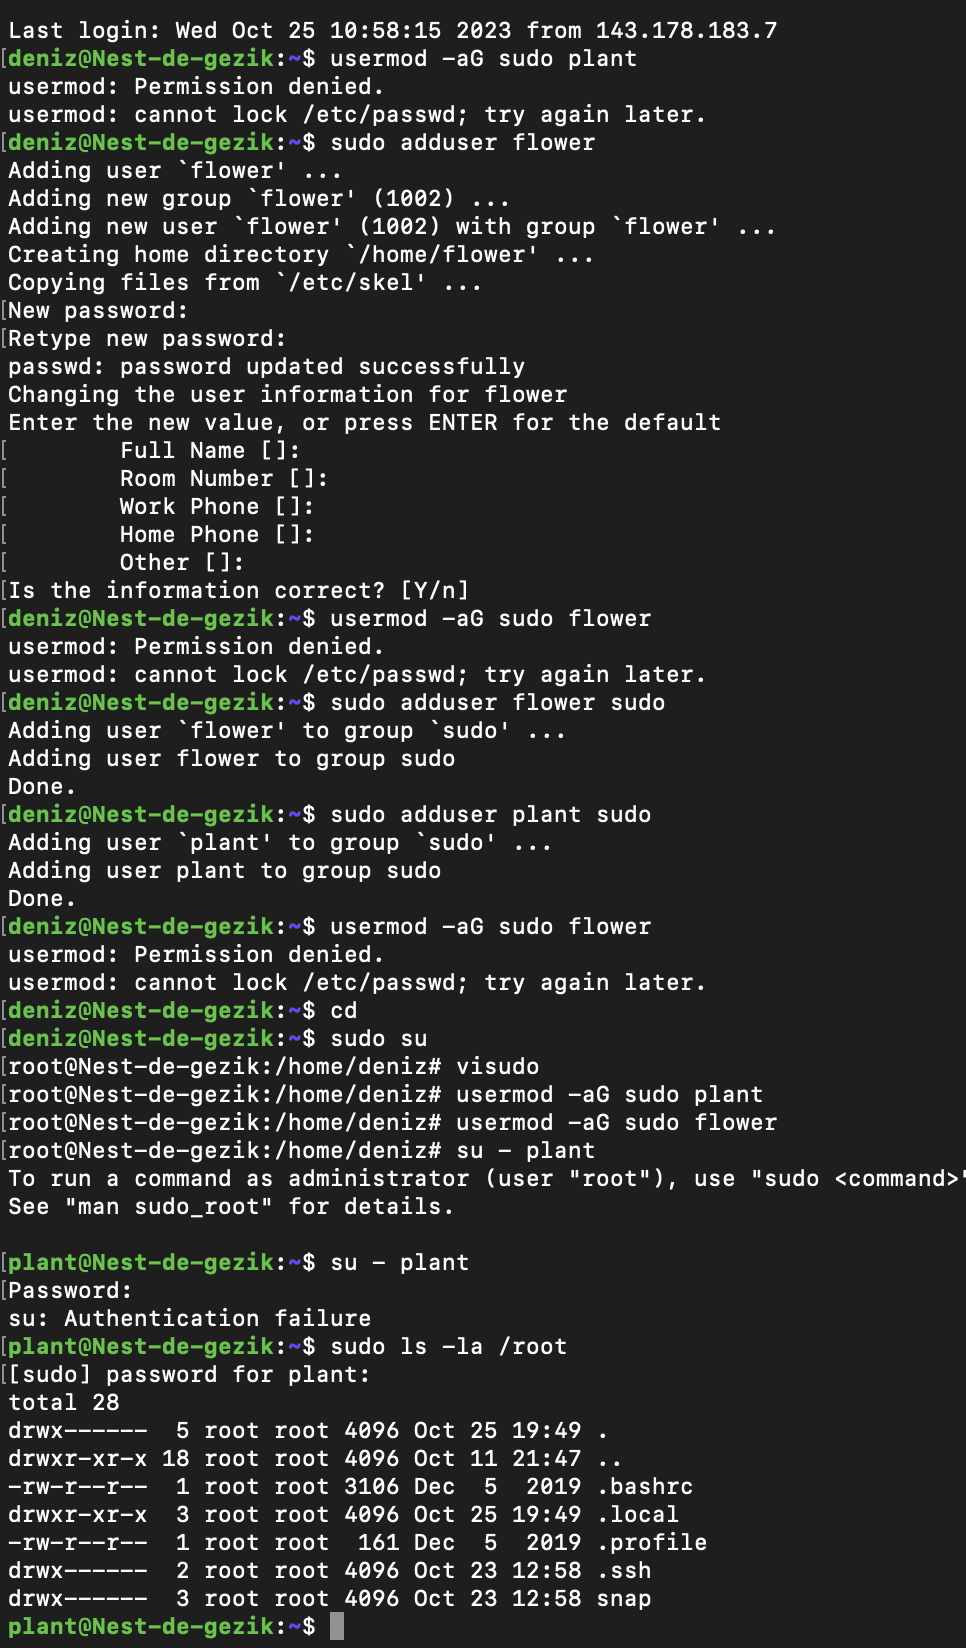 Last login: Wed Oct 25 10:58:15 2023 from 143.178.183.7
[deniz@Nest-de-gezik:~$ usermod -aG sudo plant
usermod: Permission denied.
usermod: cannot lock /etc/passwd; try again later.
[deniz@Nest-de-gezik:~$ sudo adduser flower
Adding user `flower' ...
Adding new group `flower' (1002) ...
Adding new user `flower' (1002) with group `flower' ...
Creating home directory `/home/flower' ...
Copying files from `/etc/skel' ...
[New password:
[Retype new password:
passwd: password updated successfully
Changing the user information for flower
Enter the new value, or press ENTER for the default
[        Full Name []:
[        Room Number []:
[        Work Phone []:
[        Home Phone []:
[        Other []:
[Is the information correct? [Y/n]
[deniz@Nest-de-gezik:~$ usermod -aG sudo flower
usermod: Permission denied.
usermod: cannot lock /etc/passwd; try again later.
[deniz@Nest-de-gezik:~$ sudo adduser flower sudo
Adding user `flower' to group `sudo' ...
Adding user flower to group sudo
Done.
[deniz@Nest-de-gezik:~$ sudo adduser plant sudo
Adding user `plant' to group `sudo' ...
Adding user plant to group sudo
Done.
[deniz@Nest-de-gezik:~$ usermod -aG sudo flower
usermod: Permission denied.
usermod: cannot lock /etc/passwd; try again later.
[deniz@Nest-de-gezik:~$ cd
[deniz@Nest-de-gezik:~$ sudo su
[root@Nest-de-gezik:/home/deniz# visudo
[root@Nest-de-gezik:/home/deniz# usermod -aG sudo plant
[root@Nest-de-gezik:/home/deniz# usermod -aG sudo flower
[root@Nest-de-gezik:/home/deniz# su - plant
To run a command as administrator (user "root"), use "sudo <command>"
See "man sudo_root" for details.

[plant@Nest-de-gezik:~$ su - plant
[Password:
su: Authentication failure
[plant@Nest-de-gezik:~$ sudo ls -la /root
[[sudo] password for plant:
total 28
drwx------  5 root root 4096 Oct 25 19:49 .
drwxr-xr-x 18 root root 4096 Oct 11 21:47 ..
-rw-r--r--  1 root root 3106 Dec  5  2019 .bashrc
drwxr-xr-x  3 root root 4096 Oct 25 19:49 .local
-rw-r--r--  1 root root  161 Dec  5  2019 .profile
drwx------  2 root root 4096 Oct 23 12:58 .ssh
drwx------  3 root root 4096 Oct 23 12:58 snap
plant@Nest-de-gezik:~$